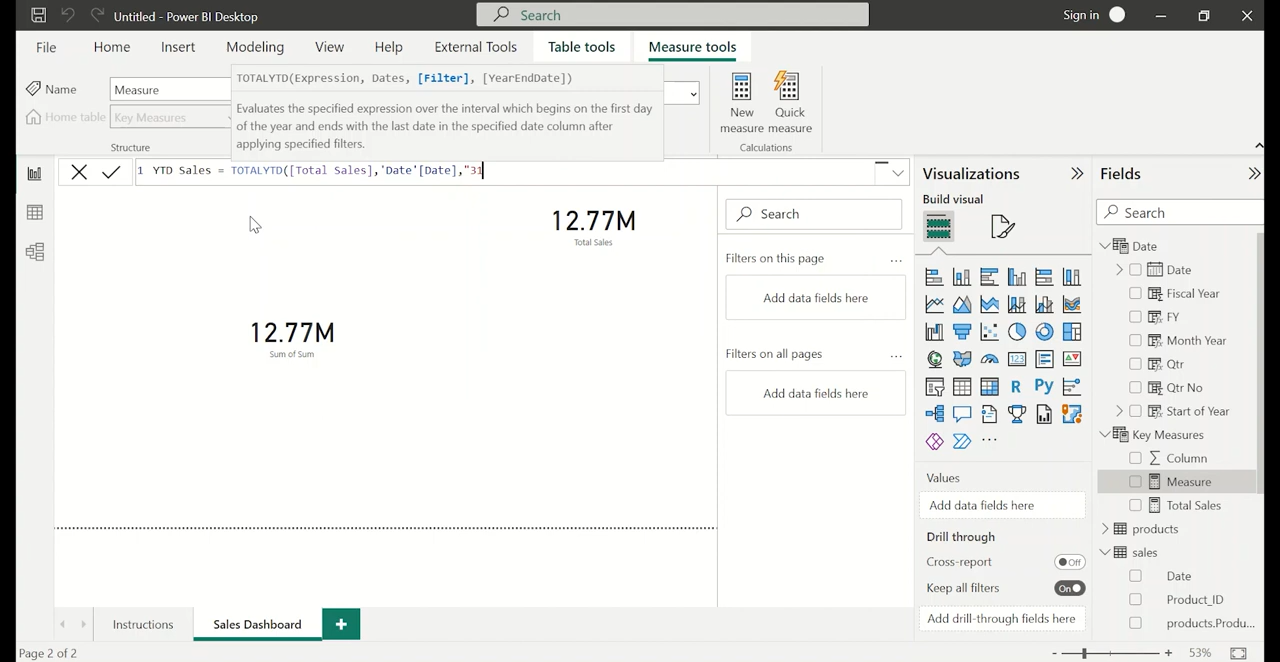 Untitled - Power BI Desktop
Search
Sign in
File
Home
Insert
Modeling
View
Help
External Tools
Table tools
Measure tools
TOTALYTD(Expression, Dates, [Filter], [YearEndDate])
Evaluates the specified expression over the interval which begins on the first day
of the year and ends with the last date in the specified date column after
applying specified filters.
Name
Measure
Home table
Key Measures
Structure
New
measure
Quick
measure
Calculations
1 YTD Sales = TOTALYTD([Total Sales],'Date'[Date],"31
12.77M
Total Sales
12.77M
Sum of Sum
Search
Filters on this page
...
Add data fields here
Filters on all pages
...
Add data fields here
Visualizations
Build visual
123
R
Py
...
Values
Add data fields here
Drill through
Cross-report
Off
Keep all filters
On
Add drill-through fields here
Fields
Search
Date
Date
Fiscal Year
FY
Month Year
Qtr
Qtr No
Start of Year
Key Measures
Column
Measure
Total Sales
products
sales
Date
Product_ID
products.Produ...
Instructions
Sales Dashboard
Page 2 of 2
- + 53%